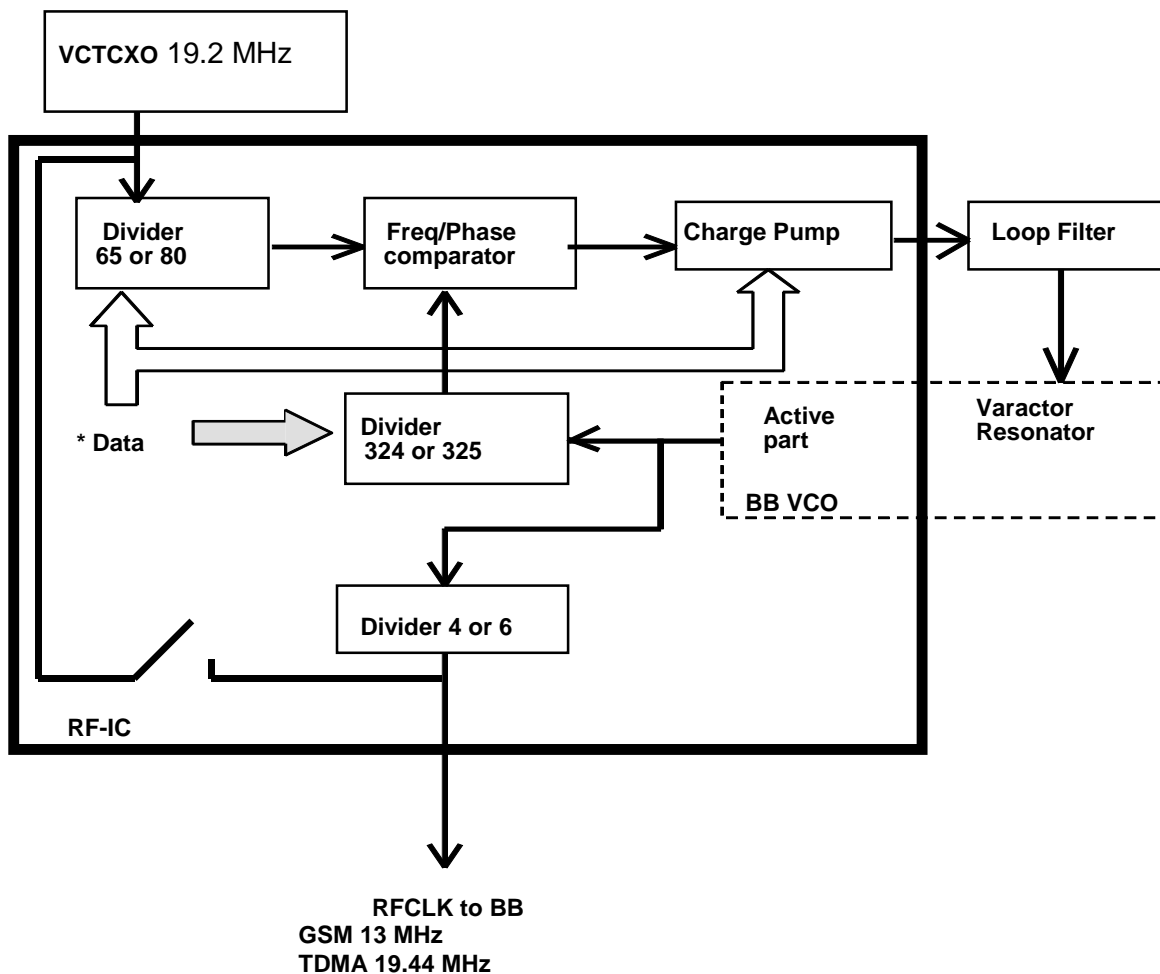 VCTCXO 19.2 MHz
Divider
65 or 80
Freq/Phase
comparator
Charge Pump
Loop Filter
* Data
Divider
324 or 325
Active
part
Varactor
Resonator
BB VCO
Divider 4 or 6
RF-IC
RFCLK to BB
GSM 13 MHz
TDMA 19.44 MHz